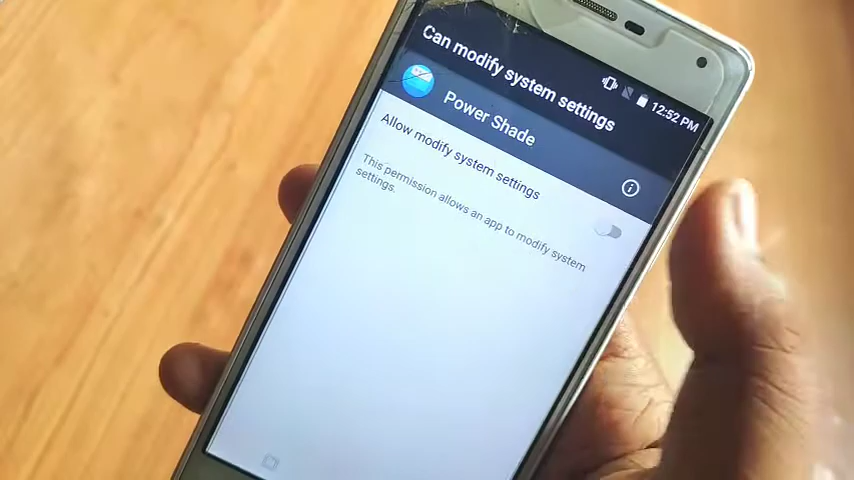 12:52 PM
Can modify system settings
Power Shade
Allow modify system settings
This permission allows an app to modify system
settings.